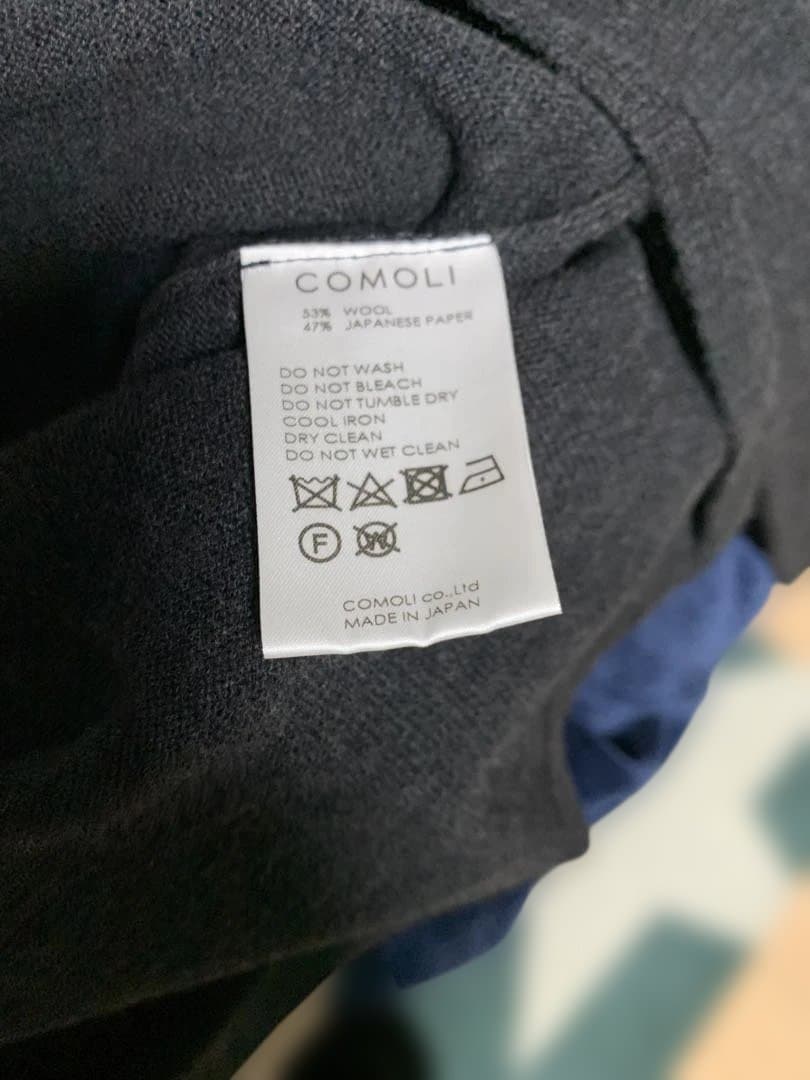 COMOLI
53% WOOL
47% JAPANESE PAPER
DO NOT WASH
DO NOT BLEACH
DO NOT TUMBLE DRY
COOL IRON
DRY CLEAN
DO NOT WET CLEAN
F W
COMOLI co.,Ltd
MADE IN JAPAN